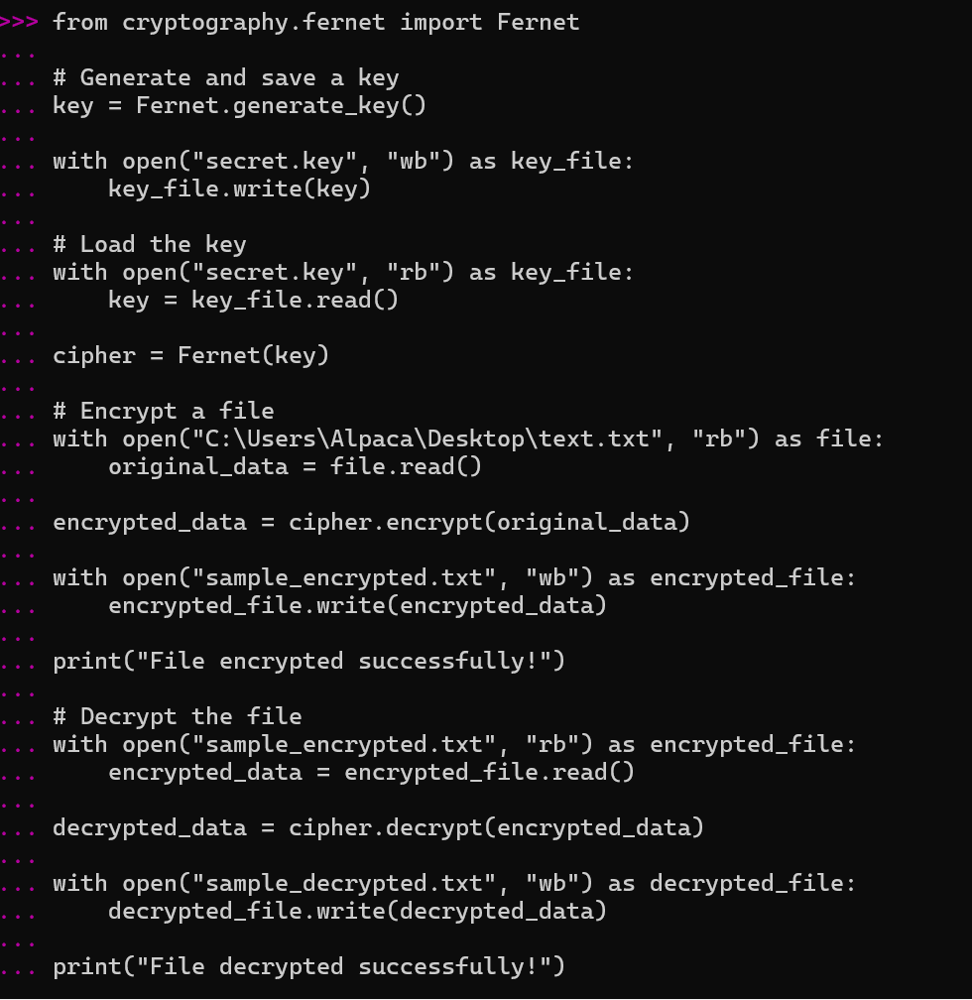 >>> from cryptography.fernet import Fernet
...
... # Generate and save a key
... key = Fernet.generate_key()
...
... with open("secret.key", "wb") as key_file:
...     key_file.write(key)
...
... # Load the key
... with open("secret.key", "rb") as key_file:
...     key = key_file.read()
...
... cipher = Fernet(key)
...
... # Encrypt a file
... with open("C:\Users\Alpaca\Desktop\text.txt", "rb") as file:
...     original_data = file.read()
...
... encrypted_data = cipher.encrypt(original_data)
...
... with open("sample_encrypted.txt", "wb") as encrypted_file:
...     encrypted_file.write(encrypted_data)
...
... print("File encrypted successfully!")
...
... # Decrypt the file
... with open("sample_encrypted.txt", "rb") as encrypted_file:
...     encrypted_data = encrypted_file.read()
...
... decrypted_data = cipher.decrypt(encrypted_data)
...
... with open("sample_decrypted.txt", "wb") as decrypted_file:
...     decrypted_file.write(decrypted_data)
...
... print("File decrypted successfully!")